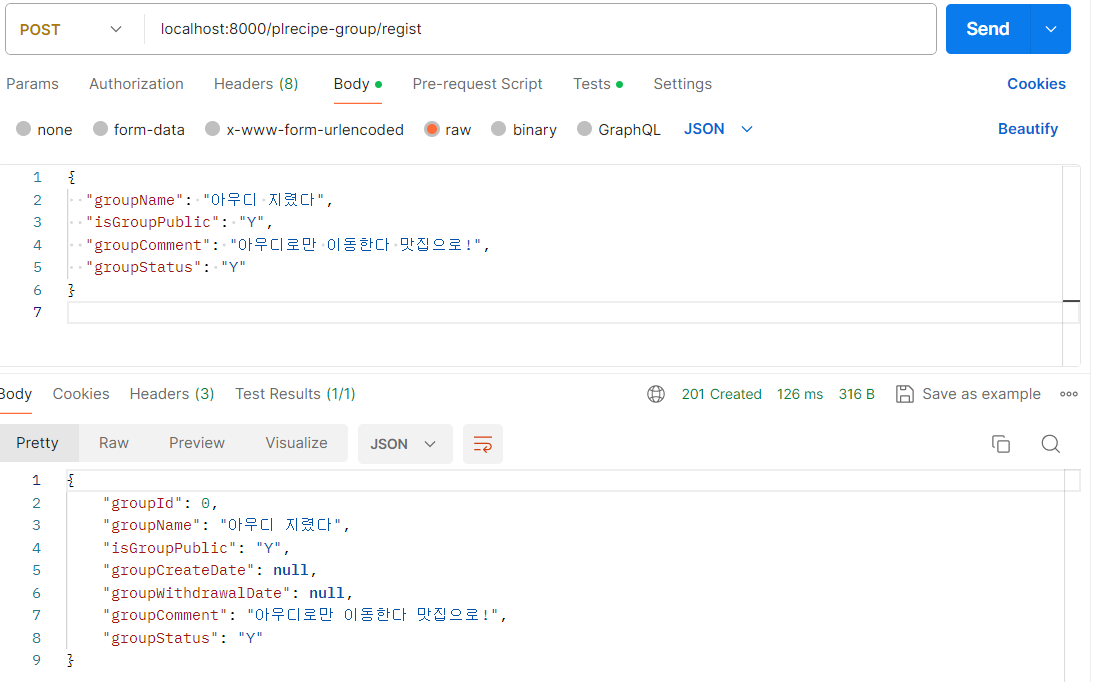 POST localhost:8000/plrecipe-group/regist Send
Params Authorization Headers (8) Body Pre-request Script Tests Settings Cookies
none form-data x-www-form-urlencoded raw binary GraphQL JSON Beautify
1 {
2 "groupName": "아우디 지렸다",
3 "isGroupPublic": "Y",
4 "groupComment": "아우디로만 이동한다 맛집으로!",
5 "groupStatus": "Y"
6 }
7
Body Cookies Headers (3) Test Results (1/1) 201 Created 126 ms 316 B Save as example
Pretty Raw Preview Visualize JSON
1 {
2 "groupId": 0,
3 "groupName": "아우디 지렸다",
4 "isGroupPublic": "Y",
5 "groupCreateDate": null,
6 "groupWithdrawalDate": null,
7 "groupComment": "아우디로만 이동한다 맛집으로!",
8 "groupStatus": "Y"
9 }